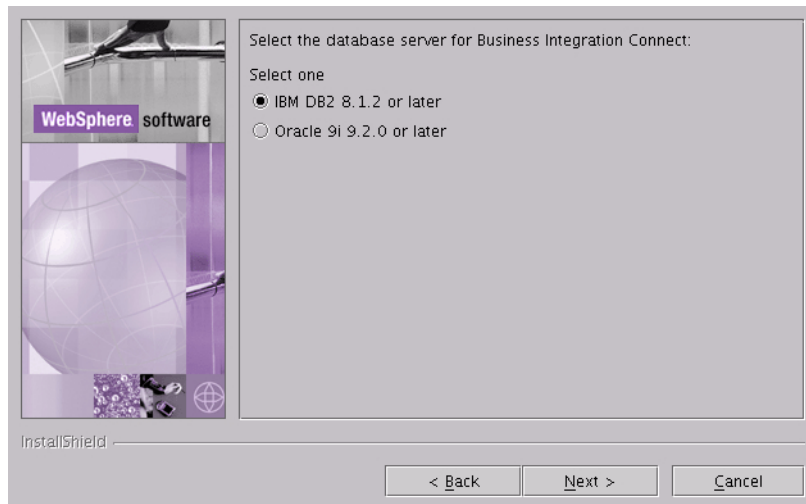 Select the database server for Business Integration Connect:
Select one
IBM DB2 8.1.2 or later
Oracle 9i 9.2.0 or later
WebSphere. software
InstallShield
< Back
Next >
Cancel